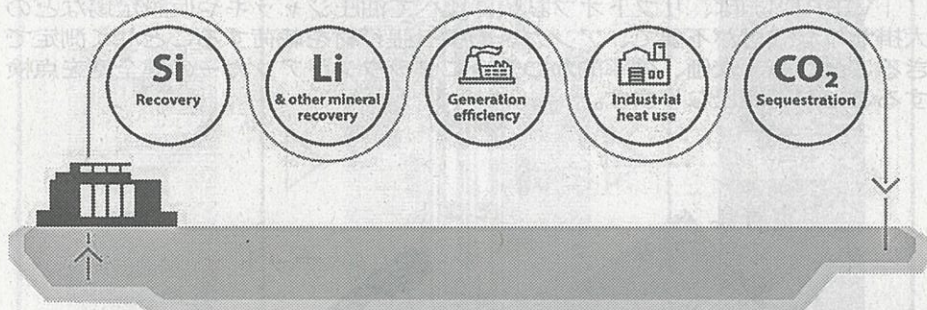 Si
Recovery
Li
& other mineral
recovery
Generation
efficiency
Industrial
heat use
CO₂
Sequestration